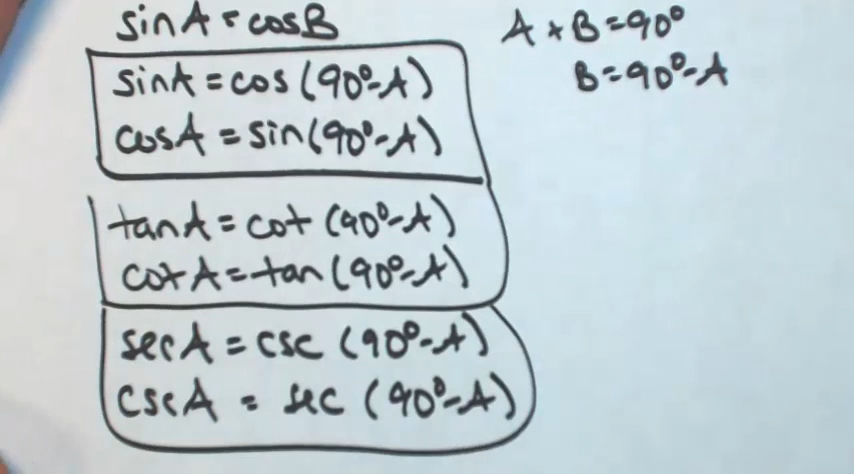 sinA = cosB
A + B = 90°
B = 90° - A
sinA = cos (90° - A)
cosA = sin (90° - A)
tanA = cot (90° - A)
cotA = tan (90° - A)
secA = csc (90° - A)
cscA = sec (90° - A)